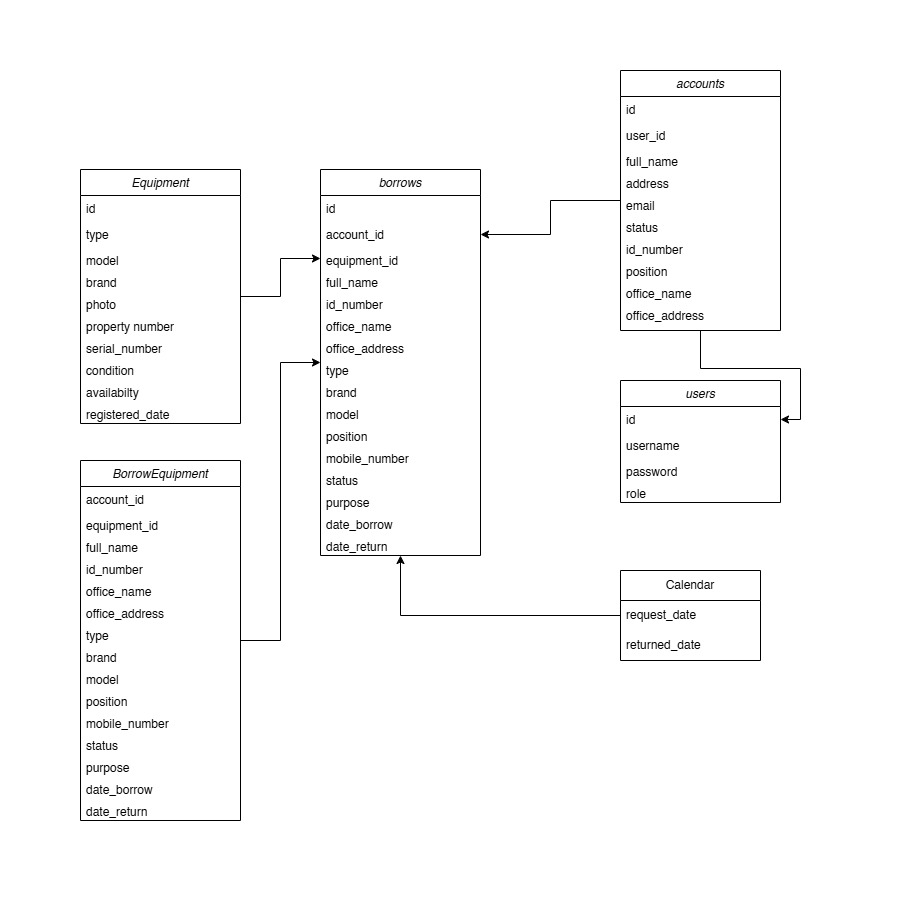 Equipment
id
type
model
brand
photo
property number
serial_number
condition
availabilty
registered_date
BorrowEquipment
account_id
equipment_id
full_name
id_number
office_name
office_address
type
brand
model
position
mobile_number
status
purpose
date_borrow
date_return
borrows
id
account_id
equipment_id
full_name
id_number
office_name
office_address
type
brand
model
position
mobile_number
status
purpose
date_borrow
date_return
accounts
id
user_id
full_name
address
email
status
id_number
position
office_name
office_address
users
id
username
password
role
Calendar
request_date
returned_date